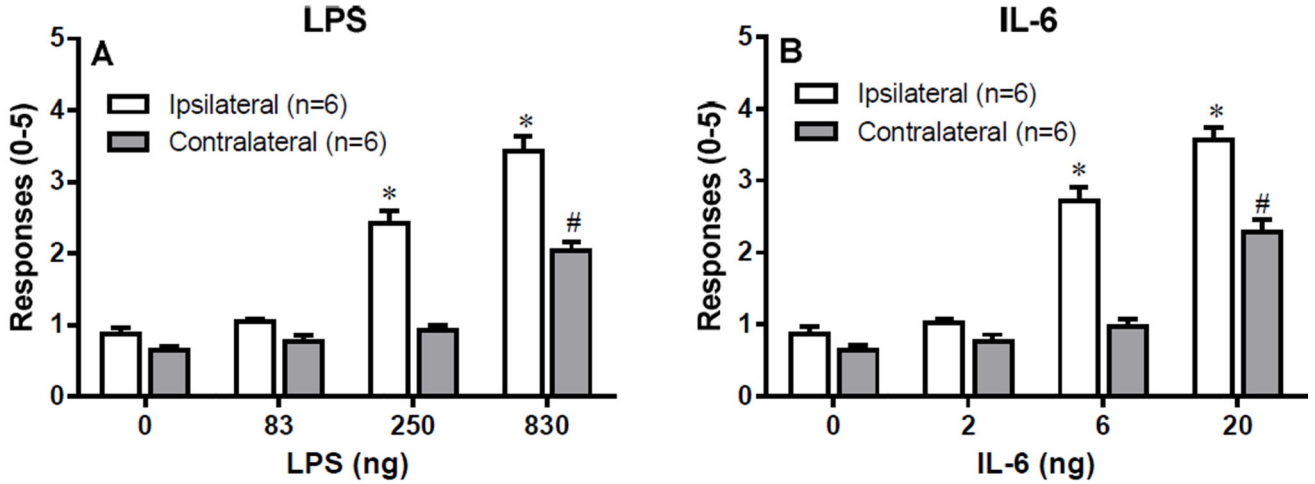 LPS
A
Ipsilateral (n=6)
Contralateral (n=6)
Responses (0-5)
5
4
3
2
1
0
*
*
#
0 83 250 830
LPS (ng)
IL-6
B
Ipsilateral (n=6)
Contralateral (n=6)
Responses (0-5)
5
4
3
2
1
0
*
*
#
0 2 6 20
IL-6 (ng)